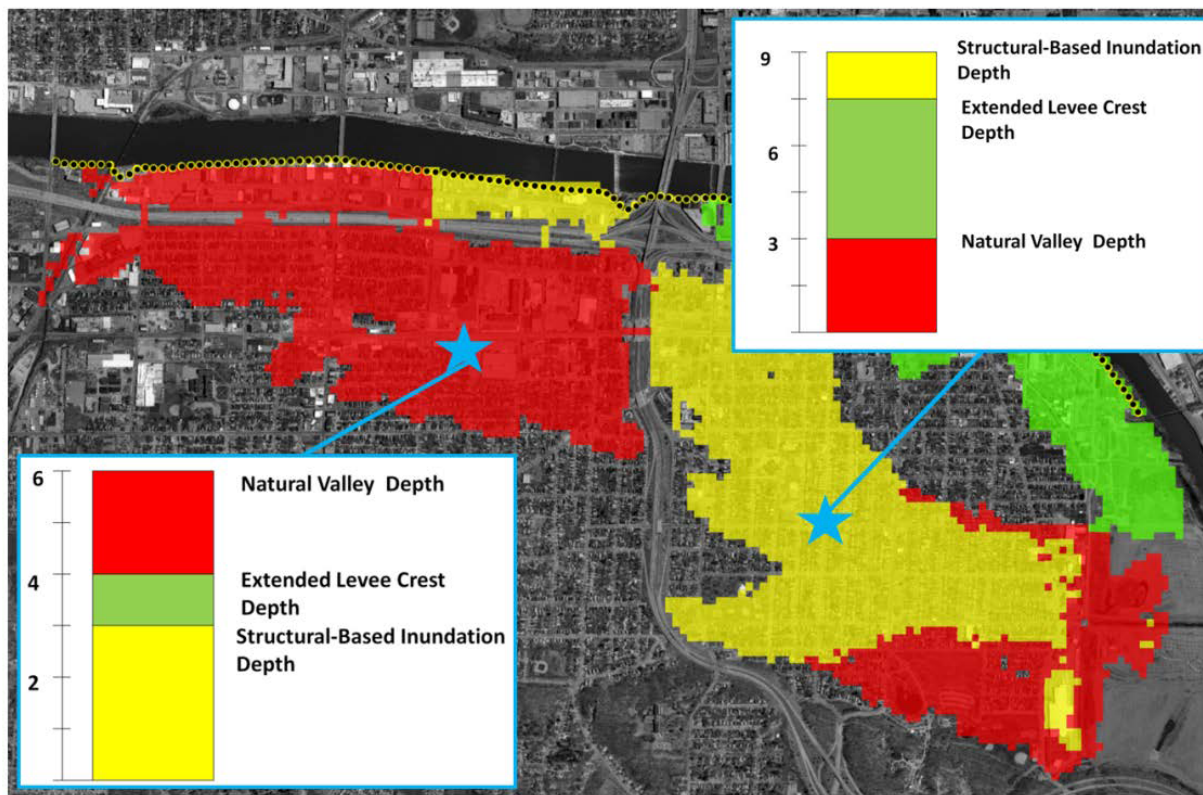 9
6
3
Structural-Based Inundation
Depth
Extended Levee Crest
Depth
Natural Valley Depth
6
4
2
Natural Valley Depth
Extended Levee Crest
Depth
Structural-Based Inundation
Depth